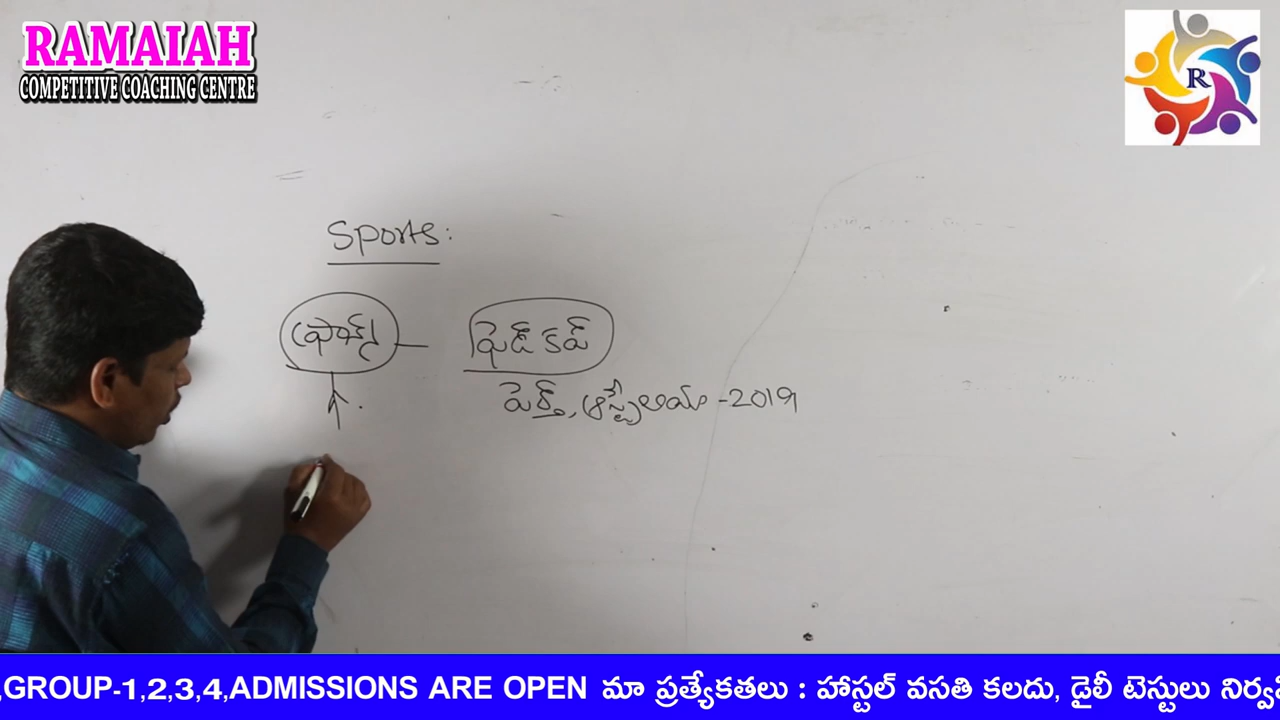 RAMAIAH
COMPETITIVE COACHING CENTRE
R
Sports:
ఫ్రాన్స్ - ఫెడ్ కప్
పెర్త్, ఆస్ట్రేలియా -2019
,GROUP-1,2,3,4,ADMISSIONS ARE OPEN మా ప్రత్యేకతలు : హాస్టల్ వసతి కలదు, డైలీ టెస్టులు